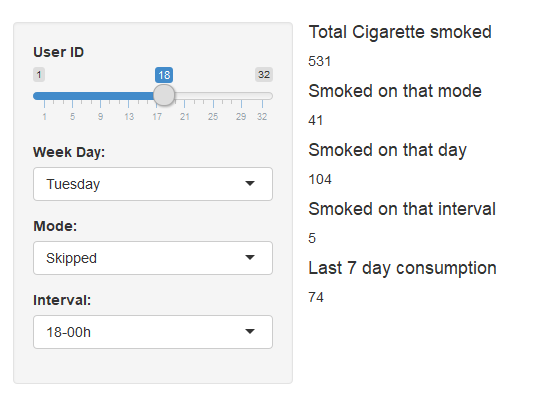 User ID
1 18 32
1 5 9 13 17 21 25 29 32
Week Day:
Tuesday
Mode:
Skipped
Interval:
18-00h
Total Cigarette smoked
531
Smoked on that mode
41
Smoked on that day
104
Smoked on that interval
5
Last 7 day consumption
74